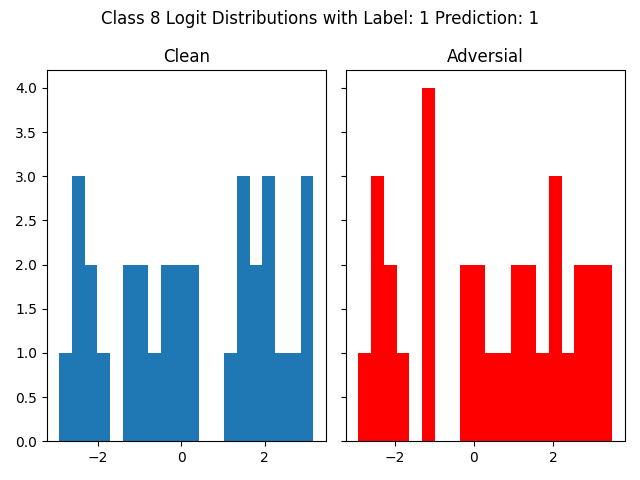 Class 8 Logit Distributions with Label: 1 Prediction: 1
Clean
Adversial
4.0
3.5
3.0
2.5
2.0
1.5
1.0
0.5
0.0
−2 0 2
−2 0 2